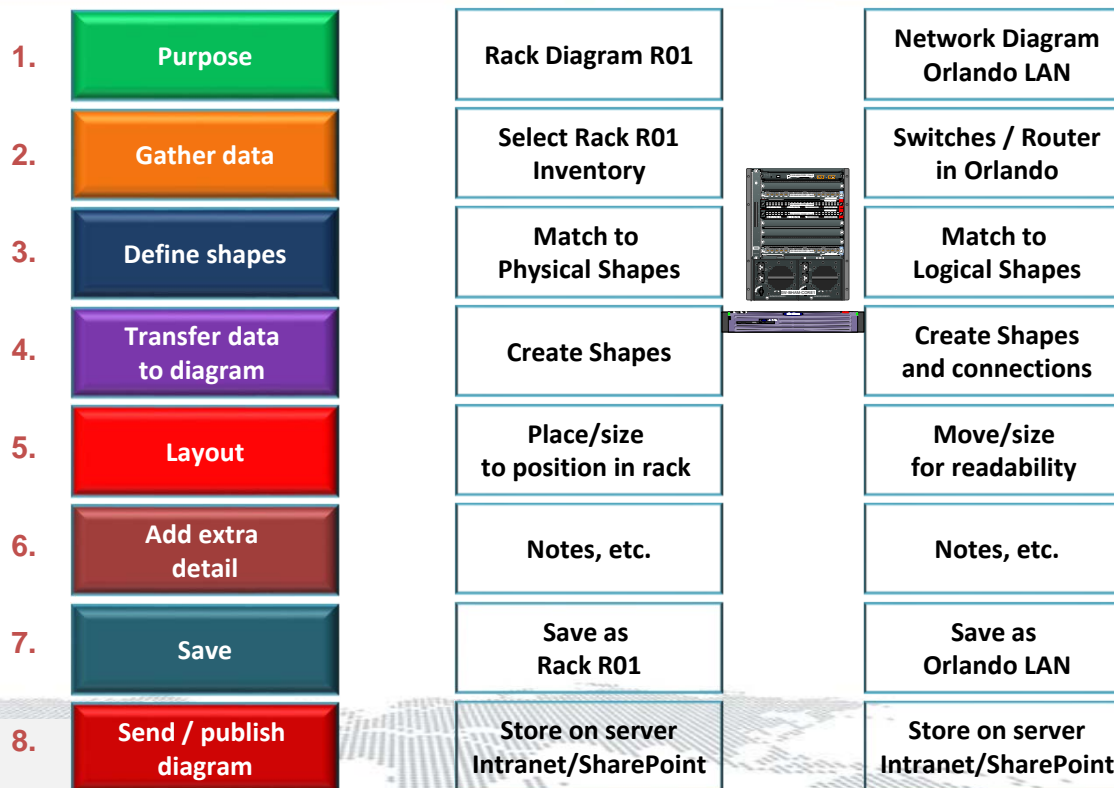 1.
Purpose
Rack Diagram R01
Network Diagram
Orlando LAN
2.
Gather data
Select Rack R01
Inventory
Switches / Router
in Orlando
3.
Define shapes
Match to
Physical Shapes
Match to
Logical Shapes
4.
Transfer data
to diagram
Create Shapes
Create Shapes
and connections
5.
Layout
Place/size
to position in rack
Move/size
for readability
6.
Add extra
detail
Notes, etc.
Notes, etc.
7.
Save
Save as
Rack R01
Save as
Orlando LAN
8.
Send / publish
diagram
Store on server
Intranet/SharePoint
Store on server
Intranet/SharePoint